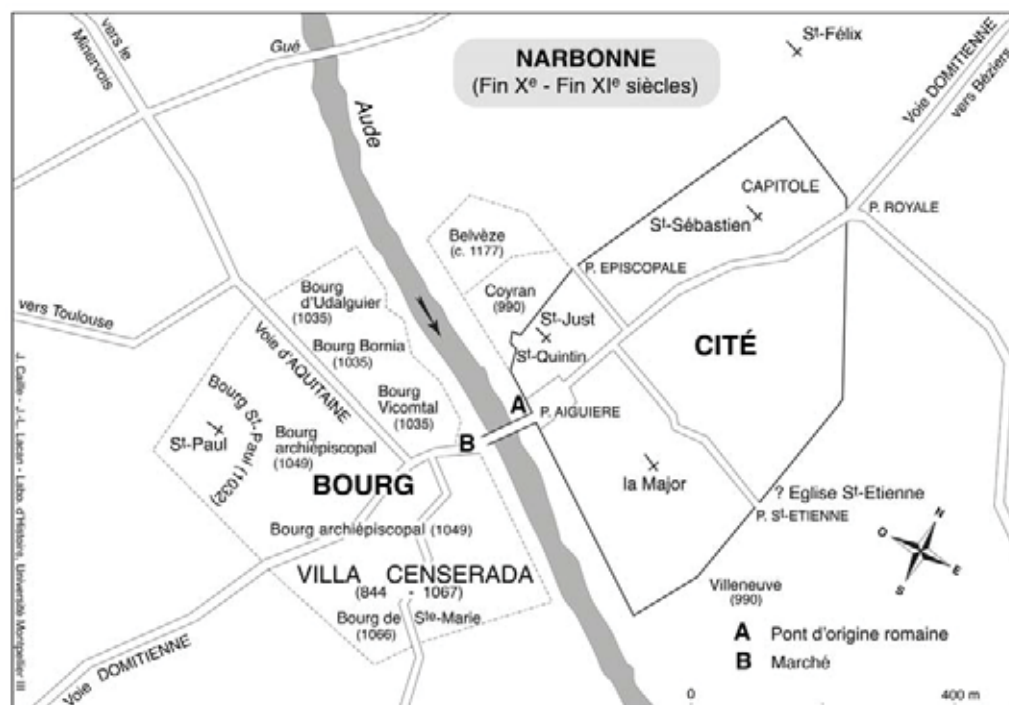 NARBONNE
(Fin Xe - Fin XIe siècles)
vers le
Minervois
Gué
Aude
St-Félix
Voie DOMITIENNE
vers Béziers
CAPITOLE
St-Sébastien
P. ROYALE
Belvèze
(c. 1177)
P. EPISCOPALE
Coyran
(990)
St-Just
St-Quintin
CITÉ
vers Toulouse
Bourg
d'Udalguier
(1035)
Voie d'AQUITAINE
Bourg Bornia
(1035)
Bourg
Vicomtal
(1035)
A
P. AIGUIERE
B
Bourg St-Paul (1032)
St-Paul
Bourg
archiépiscopal
(1049)
BOURG
la Major
? Eglise St-Etienne
P. St-ETIENNE
Bourg archiépiscopal (1049)
VILLA CENSERADA
(844 - 1067)
Bourg de Ste-Marie
(1066)
Voie DOMITIENNE
Villeneuve
(990)
N
O
E
S
A Pont d'origine romaine
B Marché
0 400 m
J. Caille - J.-L. Lacan - Labo. d'Histoire, Université Montpellier III